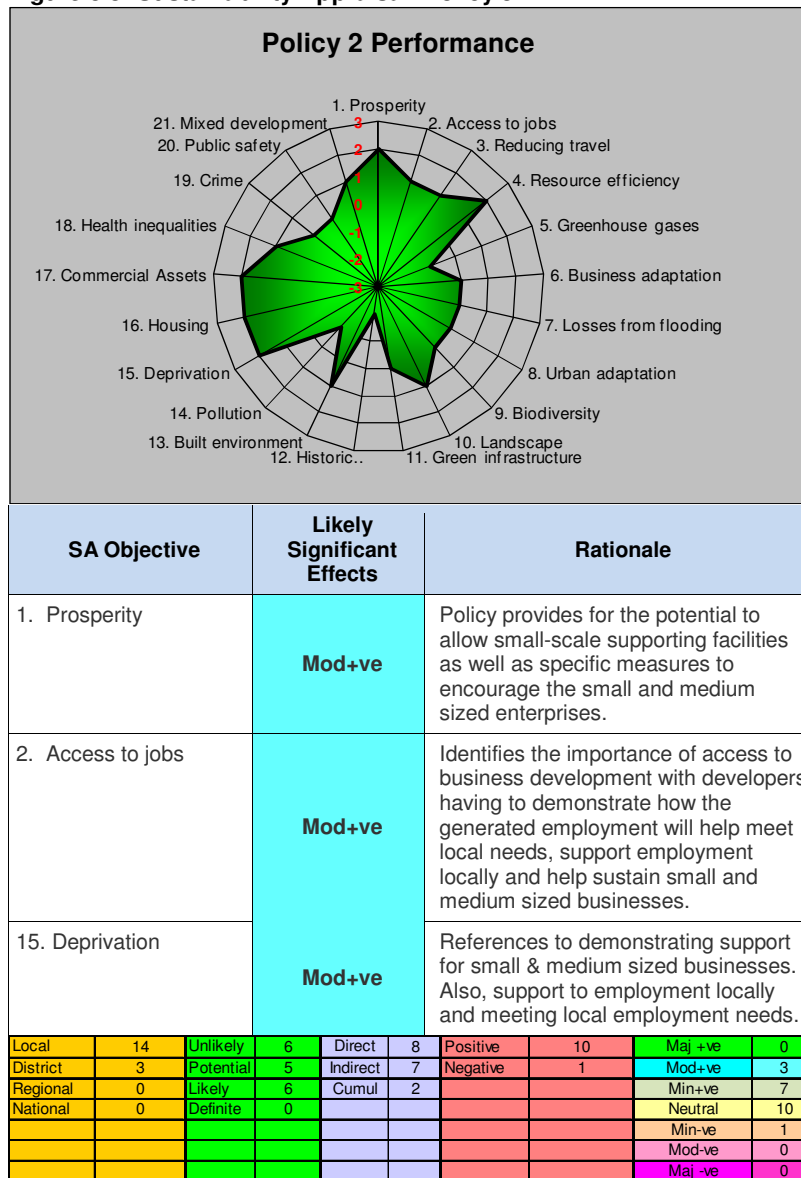 Policy 2 Performance
1. Prosperity
21. Mixed development
2. Access to jobs
20. Public safety
3. Reducing travel
19. Crime
4. Resource efficiency
18. Health inequalities
5. Greenhouse gases
17. Commercial Assets
6. Business adaptation
16. Housing
7. Losses from flooding
15. Deprivation
8. Urban adaptation
14. Pollution
9. Biodiversity
13. Built environment
10. Landscape
12. Historic..
11. Green infrastructure
3
2
1
0
-1
-2
-3
SA Objective
Likely
Significant
Effects
Rationale
1. Prosperity
Mod+ve
Policy provides for the potential to
allow small-scale supporting facilities
as well as specific measures to
encourage the small and medium
sized enterprises.
2. Access to jobs
Mod+ve
Identifies the importance of access to
business development with developers
having to demonstrate how the
generated employment will help meet
local needs, support employment
locally and help sustain small and
medium sized businesses.
15. Deprivation
Mod+ve
References to demonstrating support
for small & medium sized businesses.
Also, support to employment locally
and meeting local employment needs.
Local 14 Unlikely 6 Direct 8 Positive 10 Maj +ve 0
District 3 Potential 5 Indirect 7 Negative 1 Mod+ve 3
Regional 0 Likely 6 Cumul 2 Min+ve 7
National 0 Definite 0 Neutral 10
Min-ve 1
Mod-ve 0
Maj -ve 0